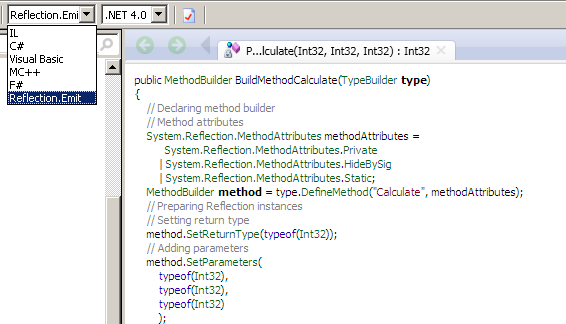 Reflection.Emi
.NET 4.0
IL
C#
Visual Basic
MC++
F#
Reflection.Emit
P...lculate(Int32, Int32, Int32) : Int32
public MethodBuilder BuildMethodCalculate(TypeBuilder type)
{
// Declaring method builder
// Method attributes
System.Reflection.MethodAttributes methodAttributes =
System.Reflection.MethodAttributes.Private
| System.Reflection.MethodAttributes.HideBySig
| System.Reflection.MethodAttributes.Static;
MethodBuilder method = type.DefineMethod("Calculate", methodAttributes);
// Preparing Reflection instances
// Setting return type
method.SetReturnType(typeof(Int32));
// Adding parameters
method.SetParameters(
typeof(Int32),
typeof(Int32),
typeof(Int32)
);